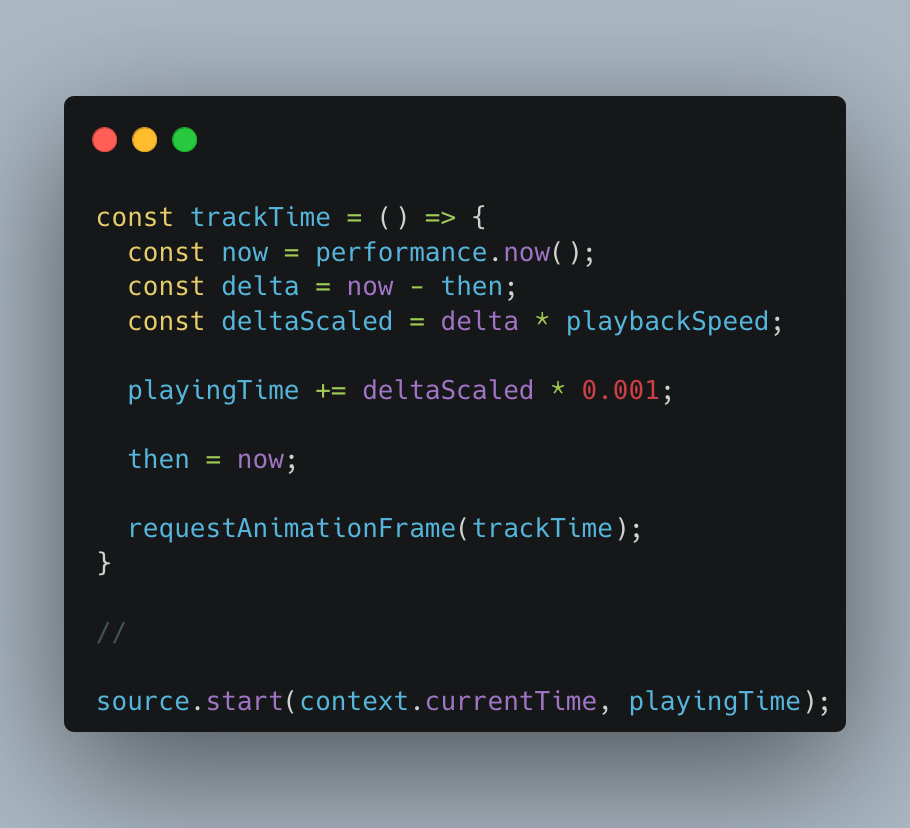 const trackTime = () => {
  const now = performance.now();
  const delta = now - then;
  const deltaScaled = delta * playbackSpeed;
  playingTime += deltaScaled * 0.001;
  then = now;
  requestAnimationFrame(trackTime);
}
//
source.start(context.currentTime, playingTime);